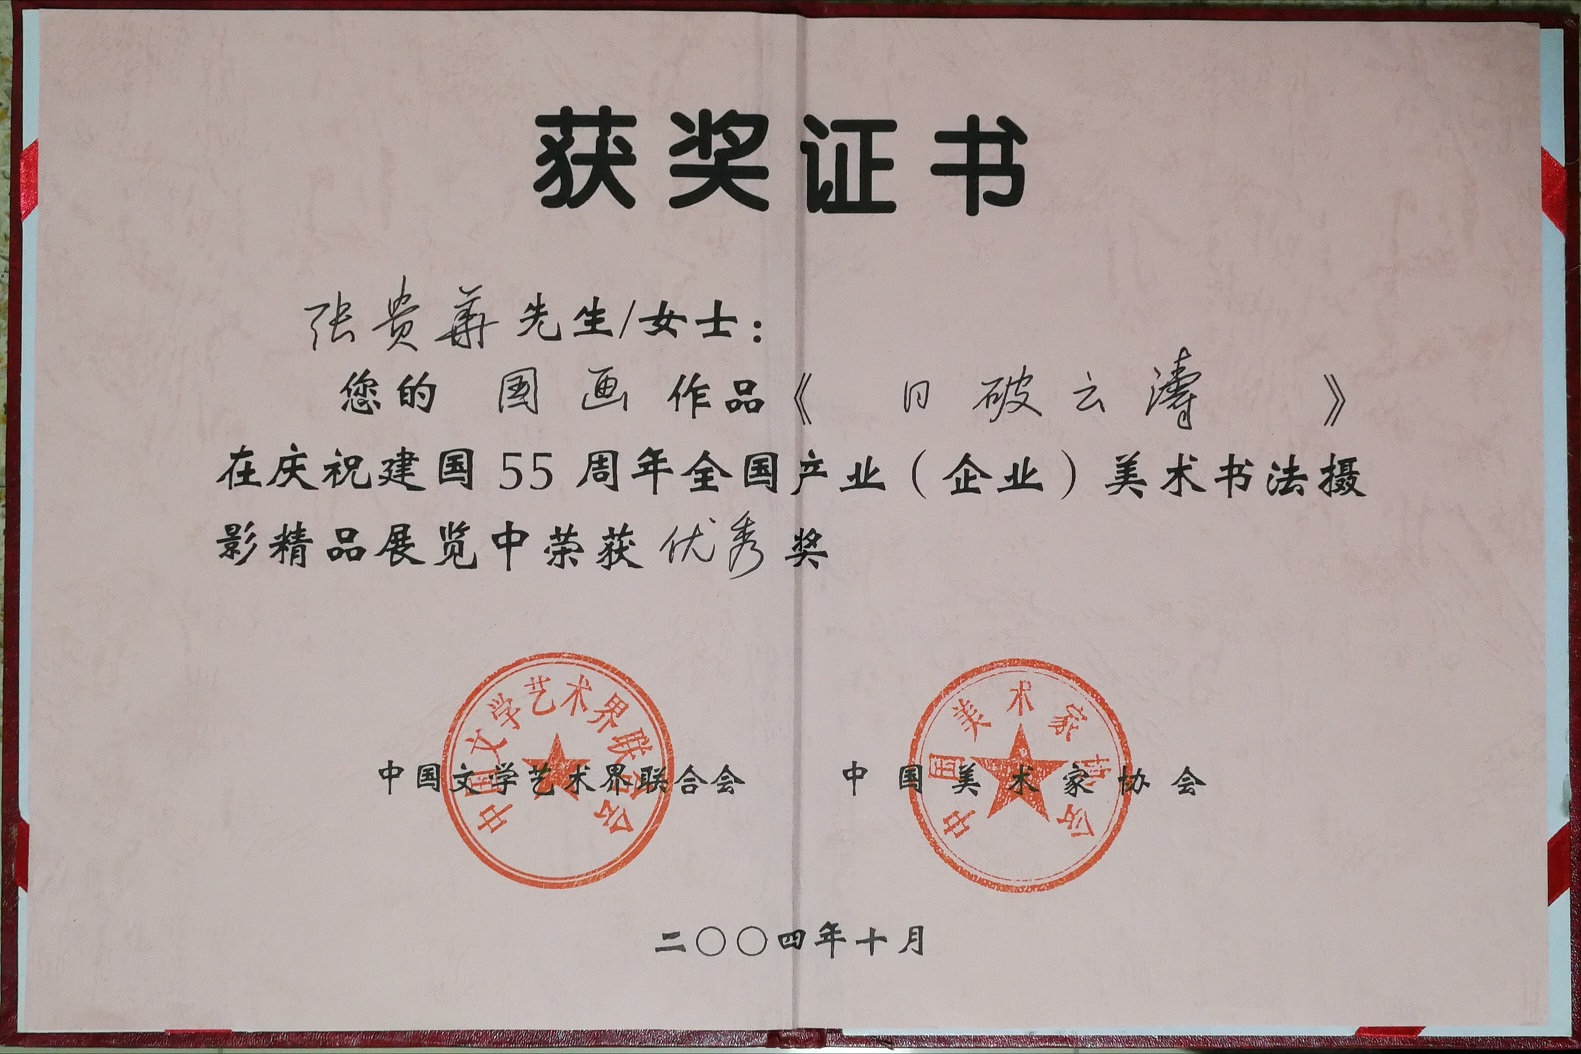 获奖证书
张贵华先生/女士：
您的 国画 作品《 日破云涛 》
在庆祝建国55周年全国产业（企业）美术书法摄
影精品展览中荣获优秀奖
中国文学艺术界联合会
中国美术家协会
中国文学艺术界联合会
中国美术家协会
二〇〇四年十月